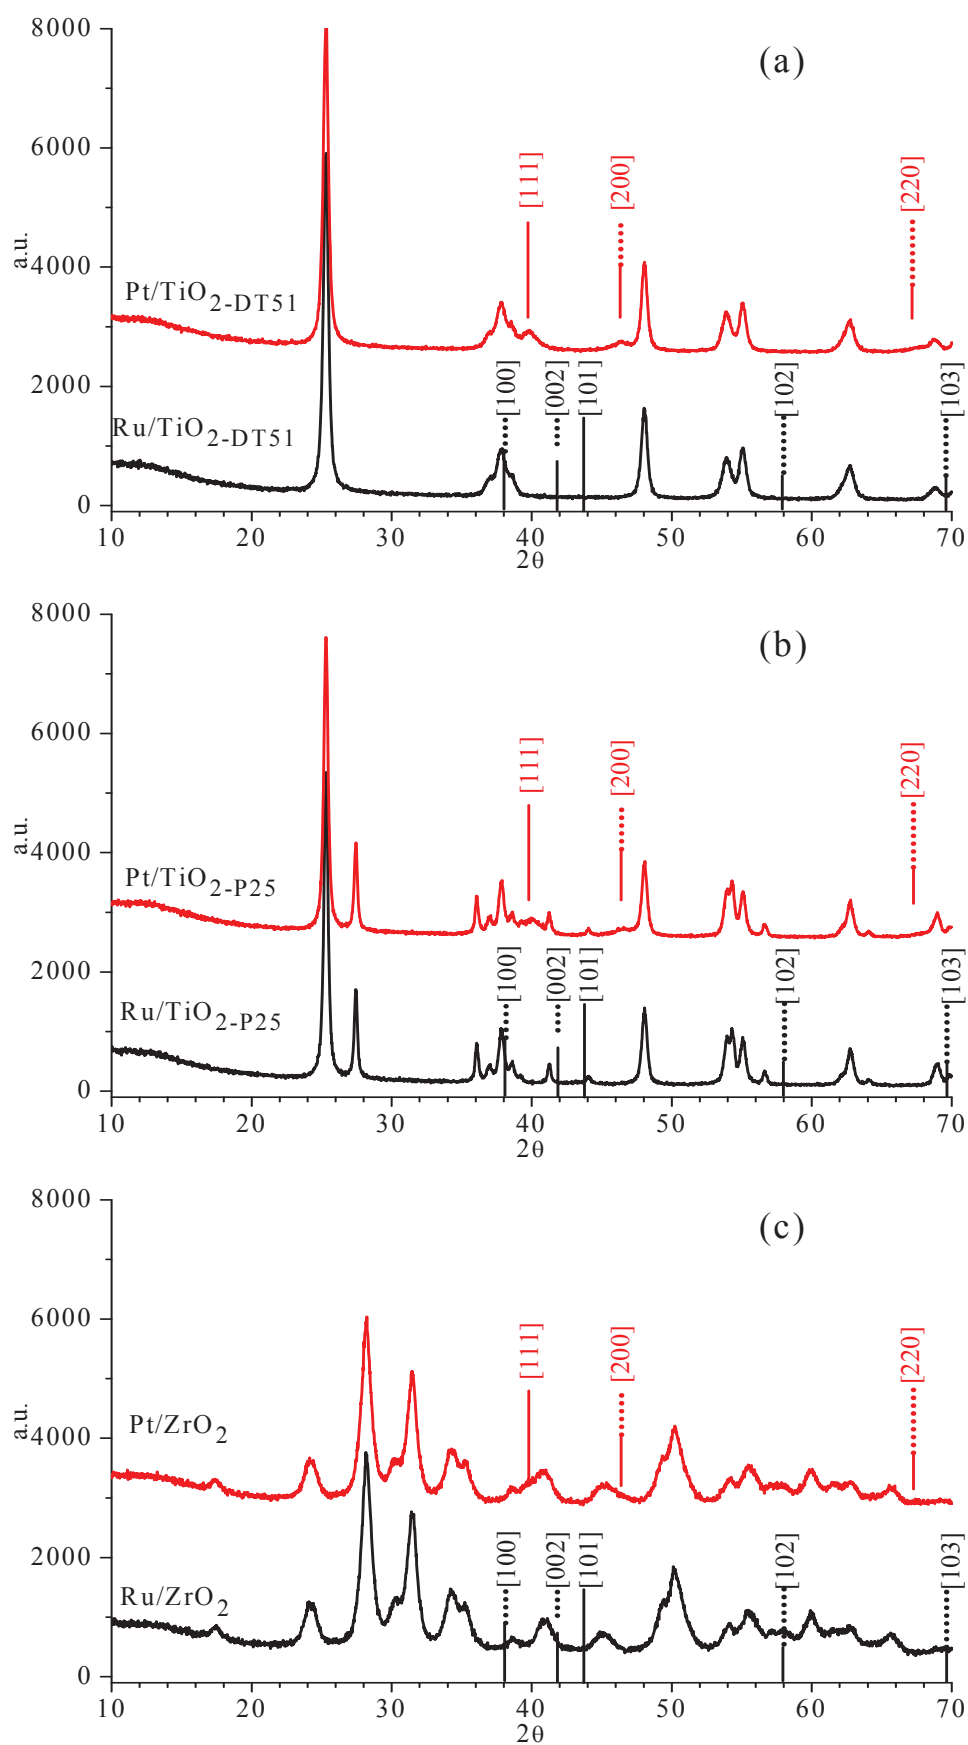 8000
(a)
6000
[111]
[200]
[220]
a.u.
4000
Pt/TiO2-DT51
2000
[100]
[002]
[101]
[102]
[103]
Ru/TiO2-DT51
0
10 20 30 40 50 60 70
2θ
8000
(b)
6000
[111]
[200]
[220]
a.u.
4000
Pt/TiO2-P25
2000
[100]
[002]
[101]
[102]
[103]
Ru/TiO2-P25
0
10 20 30 40 50 60 70
2θ
8000
(c)
6000
[111]
[200]
[220]
a.u.
Pt/ZrO2
4000
2000
[100]
[002]
[101]
[102]
[103]
Ru/ZrO2
0
10 20 30 40 50 60 70
2θ